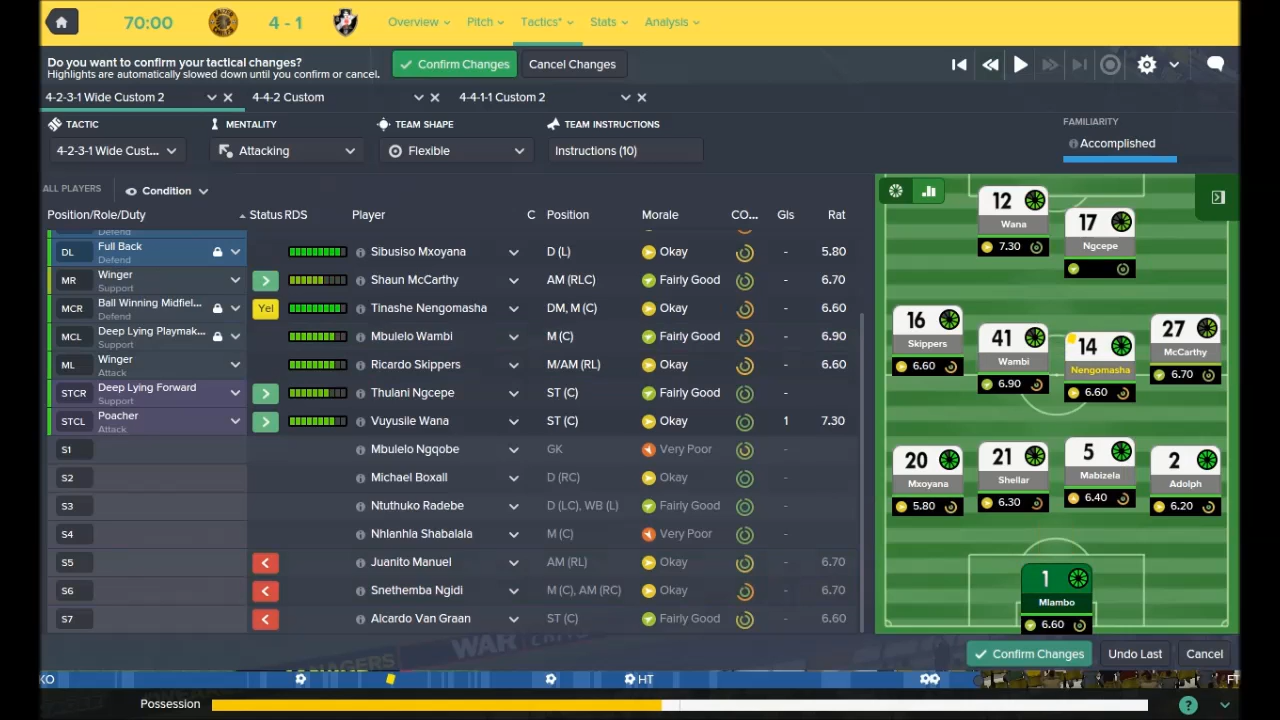 70:00 4 - 1 Overview Pitch Tactics* Stats Analysis
Do you want to confirm your tactical changes?
Highlights are automatically slowed down until you confirm or cancel.
Confirm Changes Cancel Changes
4-2-3-1 Wide Custom 2 4-4-2 Custom 4-4-1-1 Custom 2
TACTIC MENTALITY TEAM SHAPE TEAM INSTRUCTIONS FAMILIARITY
4-2-3-1 Wide Cust... Attacking Flexible Instructions (10) Accomplished
ALL PLAYERS Condition
Position/Role/Duty Status RDS Player C Position Morale CO... Gls Rat
Defend
DL Full Back Defend Sibusiso Mxoyana D (L) Okay - 5.80
MR Winger Support Shaun McCarthy AM (RLC) Fairly Good - 6.70
MCR Ball Winning Midfiel... Defend Yel Tinashe Nengomasha DM, M (C) Okay - 6.60
MCL Deep Lying Playmak... Support Mbulelo Wambi M (C) Fairly Good - 6.90
ML Winger Attack Ricardo Skippers M/AM (RL) Okay - 6.60
STCR Deep Lying Forward Support Thulani Ngcepe ST (C) Fairly Good -
STCL Poacher Attack Vuyusile Wana ST (C) Okay 1 7.30
S1 Mbulelo Ngqobe GK Very Poor -
S2 Michael Boxall D (RC) Okay -
S3 Ntuthuko Radebe D (LC), WB (L) Fairly Good -
S4 Nhlanhla Shabalala M (C) Very Poor -
S5 Juanito Manuel AM (RL) Okay - 6.70
S6 Snethemba Ngidi M (C), AM (RC) Okay - 6.70
S7 Alcardo Van Graan ST (C) Fairly Good - 6.60
12
Wana
7.30
17
Ngcepe
-
16
Skippers
6.60
41
Wambi
6.90
14
Nengomasha
6.60
27
McCarthy
6.70
20
Mxoyana
5.80
21
Shellar
6.30
5
Mabizela
6.40
2
Adolph
6.20
1
Mlambo
6.60
Confirm Changes Undo Last Cancel
KO HT FT
Possession ?